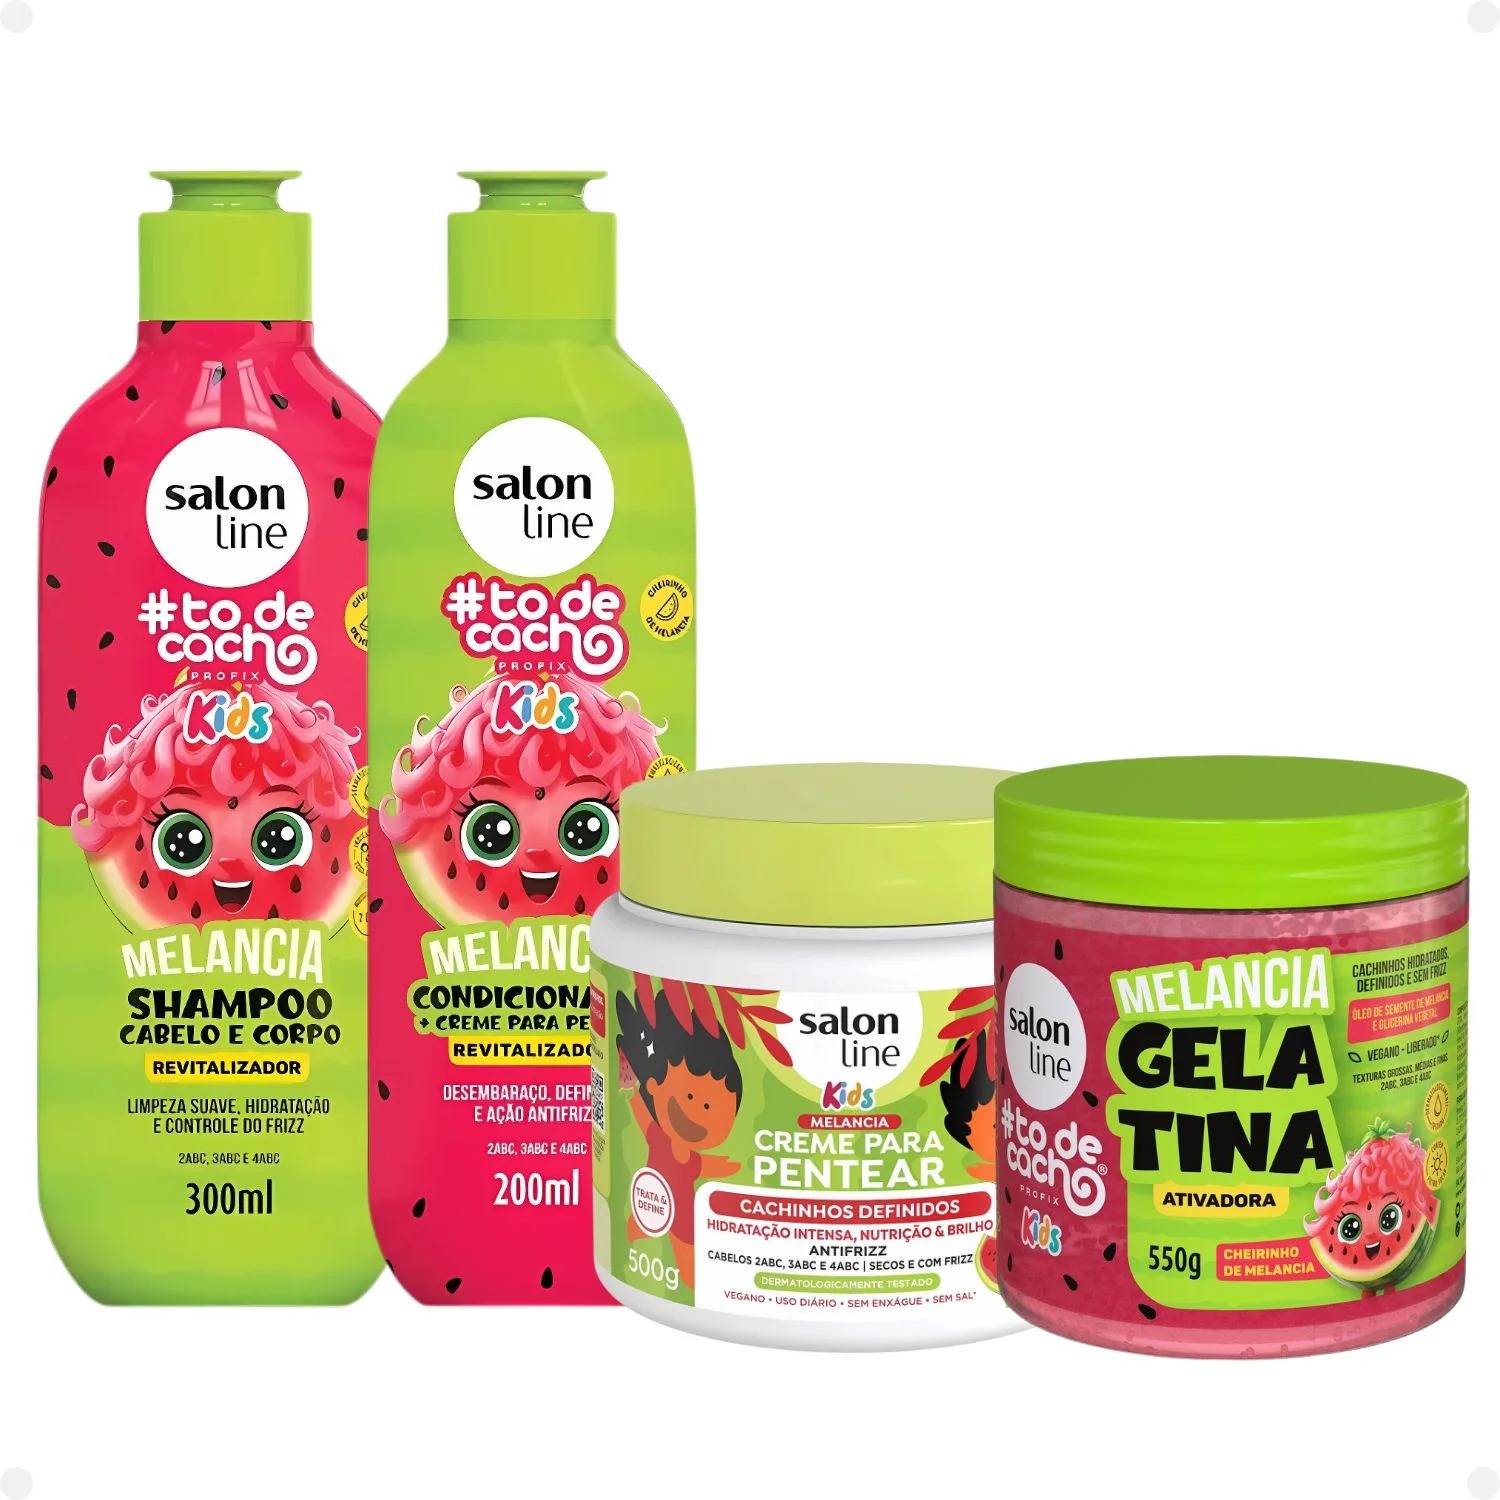 salon
line
#to de
cacho
PROFIX
Kids
MELANCIA
SHAMPOO
CABELO E CORPO
REVITALIZADOR
LIMPEZA SUAVE, HIDRATAÇÃO
E CONTROLE DO FRIZZ
2ABC, 3ABC E 4ABC
300ml
salon
line
#to de
cacho
PROFIX
Kids
CHEIRINHO
DE MELANCIA
MELANC
CONDICIONA
+ CREME PARA PE
REVITALIZADO
DESEMBARAÇO, DEFIN
E AÇÃO ANTIFRIZ
2ABC, 3ABC E 4ABC
200ml
salon
line
Kids
MELANCIA
CREME PARA
PENTEAR
CACHINHOS DEFINIDOS
HIDRATAÇÃO INTENSA, NUTRIÇÃO & BRILHO
ANTIFRIZZ
CABELOS 2ABC, 3ABC E 4ABC | SECOS E COM FRIZZ
DERMATOLOGICAMENTE TESTADO
VEGANO • USO DIÁRIO • SEM ENXÁGUE • SEM SAL*
TRATA &
DEFINE
500g
salon
line
#to de
cacho®
PROFIX
Kids
MELANCIA
GELA
TINA
ATIVADORA
550g
CHEIRINHO
DE MELANCIA
CACHINHOS HIDRATADOS,
DEFINIDOS E SEM FRIZZ
ÓLEO DE SEMENTE DE MELANCIA
E GLICERINA VEGETAL
VEGANO - LIBERADO*
TEXTURAS GROSSAS, MÉDIAS E FINAS
2ABC, 3ABC E 4ABC